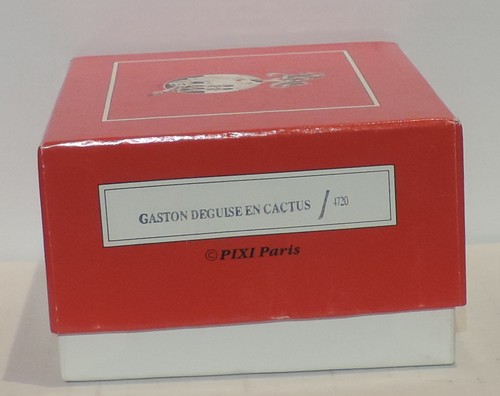 GASTON DEGUISE EN CACTUS / 4720
©PIXI Paris